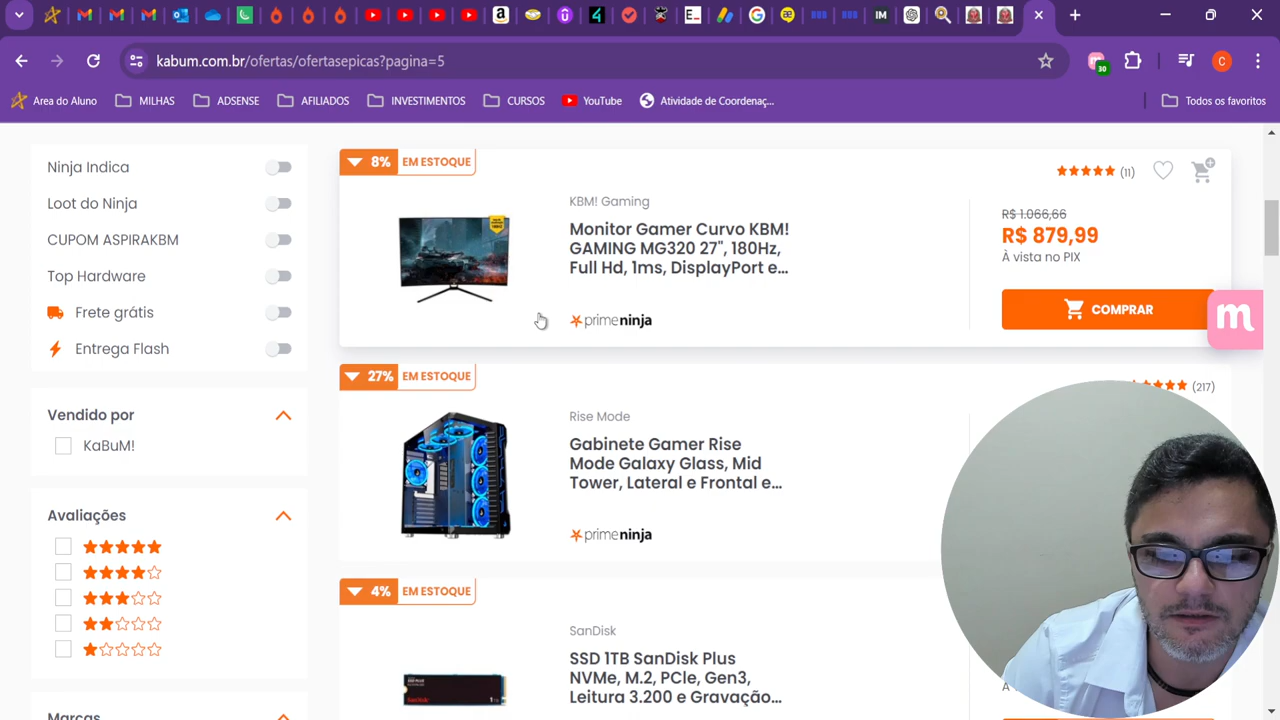 kabum.com.br/ofertas/ofertasepicas?pagina=5
30
C
Area do Aluno
MILHAS
ADSENSE
AFILIADOS
INVESTIMENTOS
CURSOS
YouTube
Atividade de Coordenaç...
Todos os favoritos
Ninja Indica
Loot do Ninja
CUPOM ASPIRAKBM
Top Hardware
Frete grátis
Entrega Flash
Vendido por
KaBuM!
Avaliações
Marcas
8% EM ESTOQUE
KBM! Gaming
Monitor Gamer Curvo KBM!
GAMING MG320 27", 180Hz,
Full Hd, 1ms, DisplayPort e...
primeninja
(11)
R$ 1.066,66
R$ 879,99
À vista no PIX
COMPRAR
m
27% EM ESTOQUE
(217)
Rise Mode
Gabinete Gamer Rise
Mode Galaxy Glass, Mid
Tower, Lateral e Frontal e...
primeninja
4% EM ESTOQUE
SanDisk
SSD 1TB SanDisk Plus
NVMe, M.2, PCIe, Gen3,
Leitura 3.200 e Gravação...